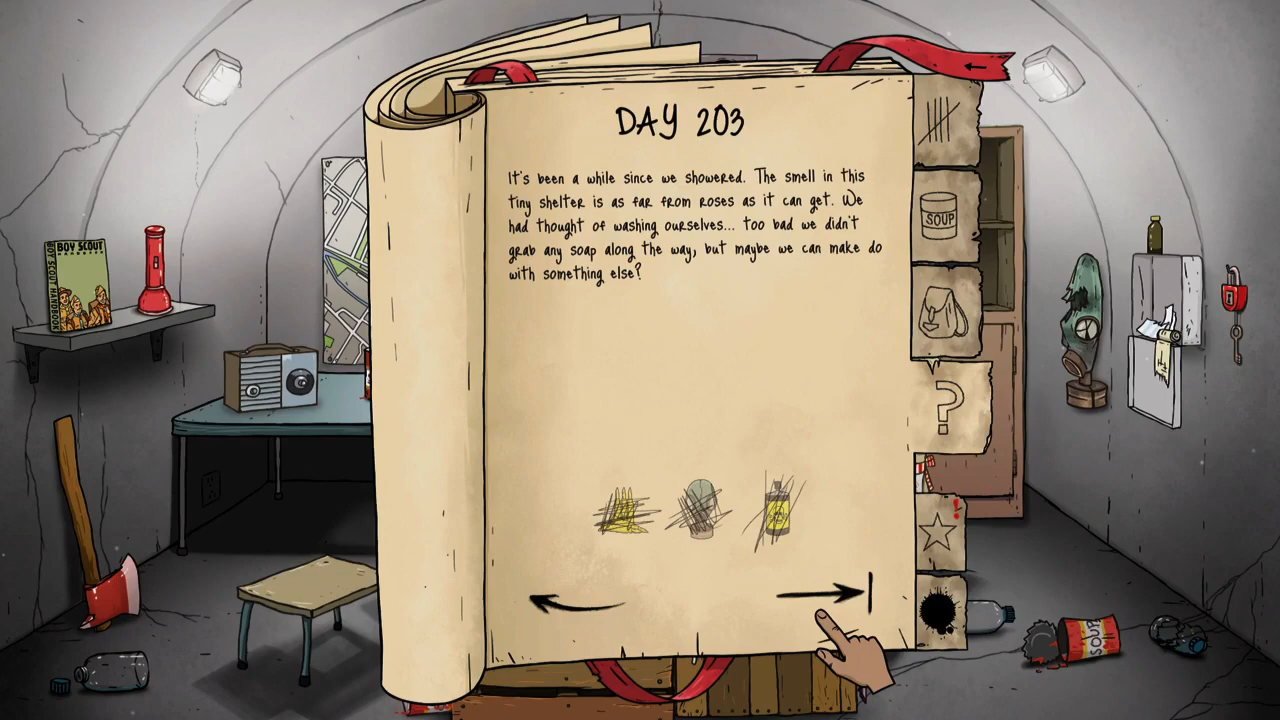 DAY 203
It's been a while since we showered. The smell in this
tiny shelter is as far from roses as it can get. We
had thought of washing ourselves... too bad we didn't
grab any soap along the way, but maybe we can make do
with something else?
SOUP
?
!
BOY SCOUT
HANDBOOK
BOY SCOUT HANDBOOK
SOUP